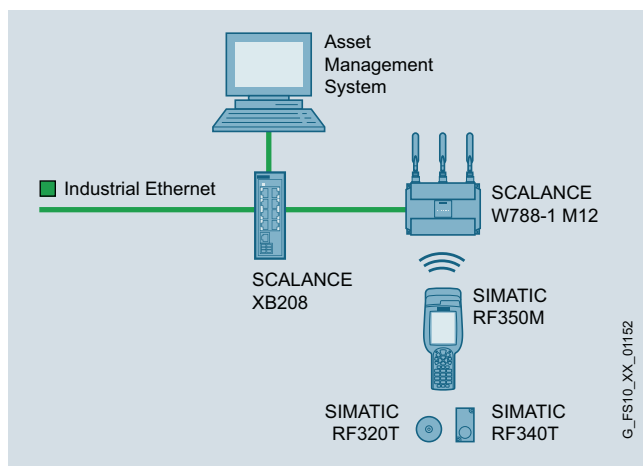 Asset
Management
System
Industrial Ethernet
SCALANCE
W788-1 M12
SCALANCE
XB208
SIMATIC
RF350M
SIMATIC
RF320T
SIMATIC
RF340T
G_FS10_XX_01152